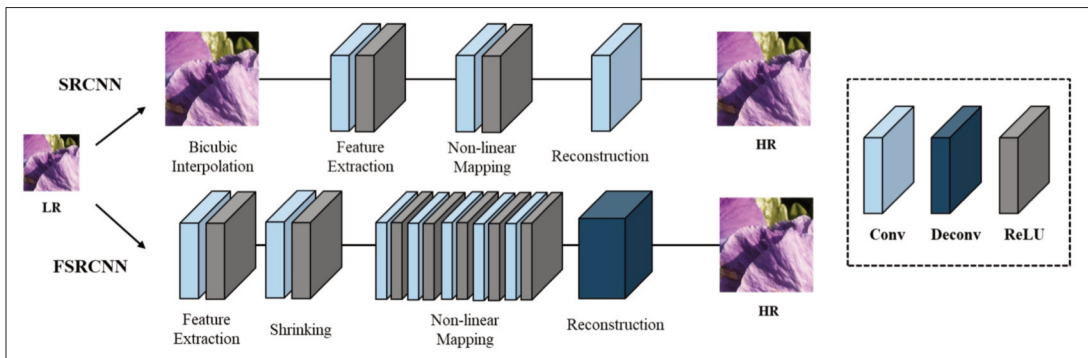 SRCNN
Bicubic
Interpolation
Feature
Extraction
Non-linear
Mapping
Reconstruction
HR
LR
FSRCNN
Feature
Extraction
Shrinking
Non-linear
Mapping
Reconstruction
HR
Conv Deconv ReLU